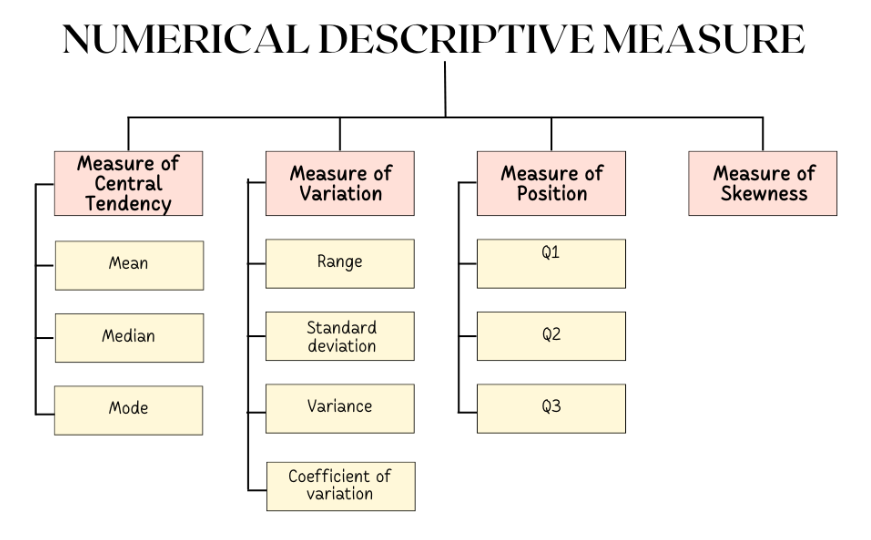 NUMERICAL DESCRIPTIVE MEASURE
Measure of
Central
Tendency
Mean
Median
Mode
Measure of
Variation
Range
Standard
deviation
Variance
Coefficient of
variation
Measure of
Position
Q1
Q2
Q3
Measure of
Skewness